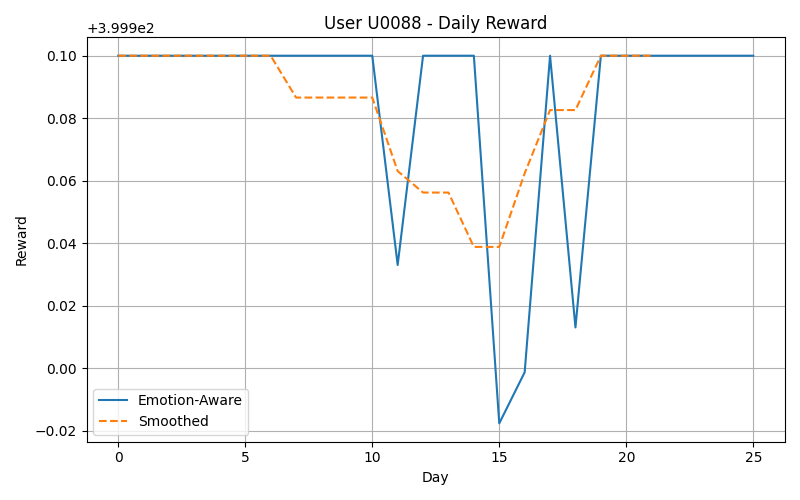 User U0088 - Daily Reward
+3.999e2
0.10
0.08
0.06
0.04
0.02
0.00
−0.02
Reward
Emotion-Aware
Smoothed
0
5
10
15
20
25
Day